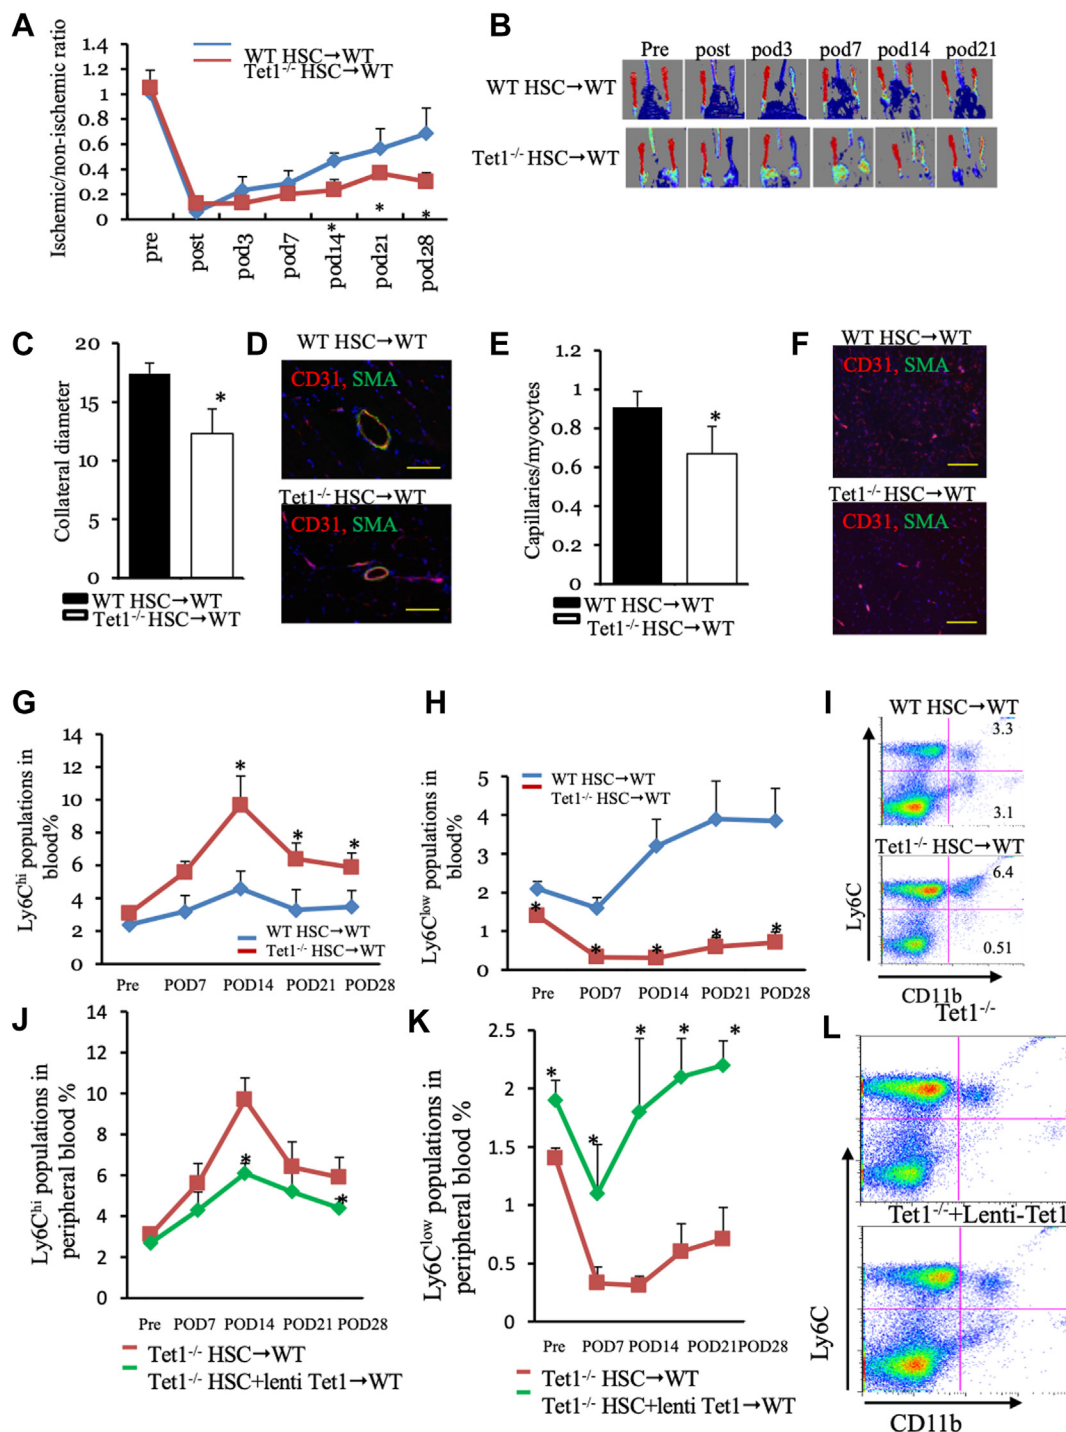 A
Ischemic/non-ischemic ratio
1.4
1.2
1
0.8
0.6
0.4
0.2
0
WT HSC→WT
Tet1-/- HSC→WT
pre
post
pod3
pod7
pod14
pod21
pod28
*
*
*
B
Pre post pod3 pod7 pod14 pod21
WT HSC→WT
Tet1-/- HSC→WT
C
Collateral diameter
20
15
10
5
0
*
WT HSC→WT
Tet1-/- HSC→WT
D
WT HSC→WT
CD31, SMA
Tet1-/- HSC→WT
CD31, SMA
E
Capillaries/myocytes
1.2
1
0.8
0.6
0.4
0.2
0
*
WT HSC→WT
Tet1-/- HSC→WT
F
WT HSC→WT
CD31, SMA
Tet1-/- HSC→WT
CD31, SMA
G
Ly6Chi populations in
blood%
14
12
10
8
6
4
2
0
*
*
*
WT HSC→WT
Tet1-/- HSC→WT
Pre POD7 POD14 POD21 POD28
H
Ly6Clow populations in
blood%
5
4
3
2
1
0
WT HSC→WT
Tet1-/- HSC→WT
*
*
*
*
*
Pre POD7 POD14 POD21 POD28
I
WT HSC→WT
3.3
3.1
Tet1-/- HSC→WT
6.4
0.51
Ly6C
CD11b
J
Ly6Chi populations in
peripheral blood %
14
12
10
8
6
4
2
0
*
*
Pre POD7 POD14 POD21 POD28
Tet1-/- HSC→WT
Tet1-/- HSC+lenti Tet1→WT
K
Ly6Clow populations in
peripheral blood %
2.5
2
1.5
1
0.5
0
*
*
*
*
*
Pre POD7 POD14 POD21POD28
Tet1-/- HSC→WT
Tet1-/- HSC+lenti Tet1→WT
L
Tet1-/-
Tet1-/-+Lenti-Tet1
Ly6C
CD11b